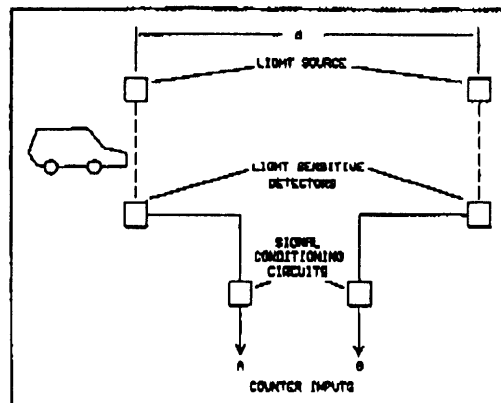 d
LIGHT SOURCE
LIGHT SENSITIVE
DETECTORS
SIGNAL
CONDITIONING
CIRCUITS
A
B
COUNTER INPUTS